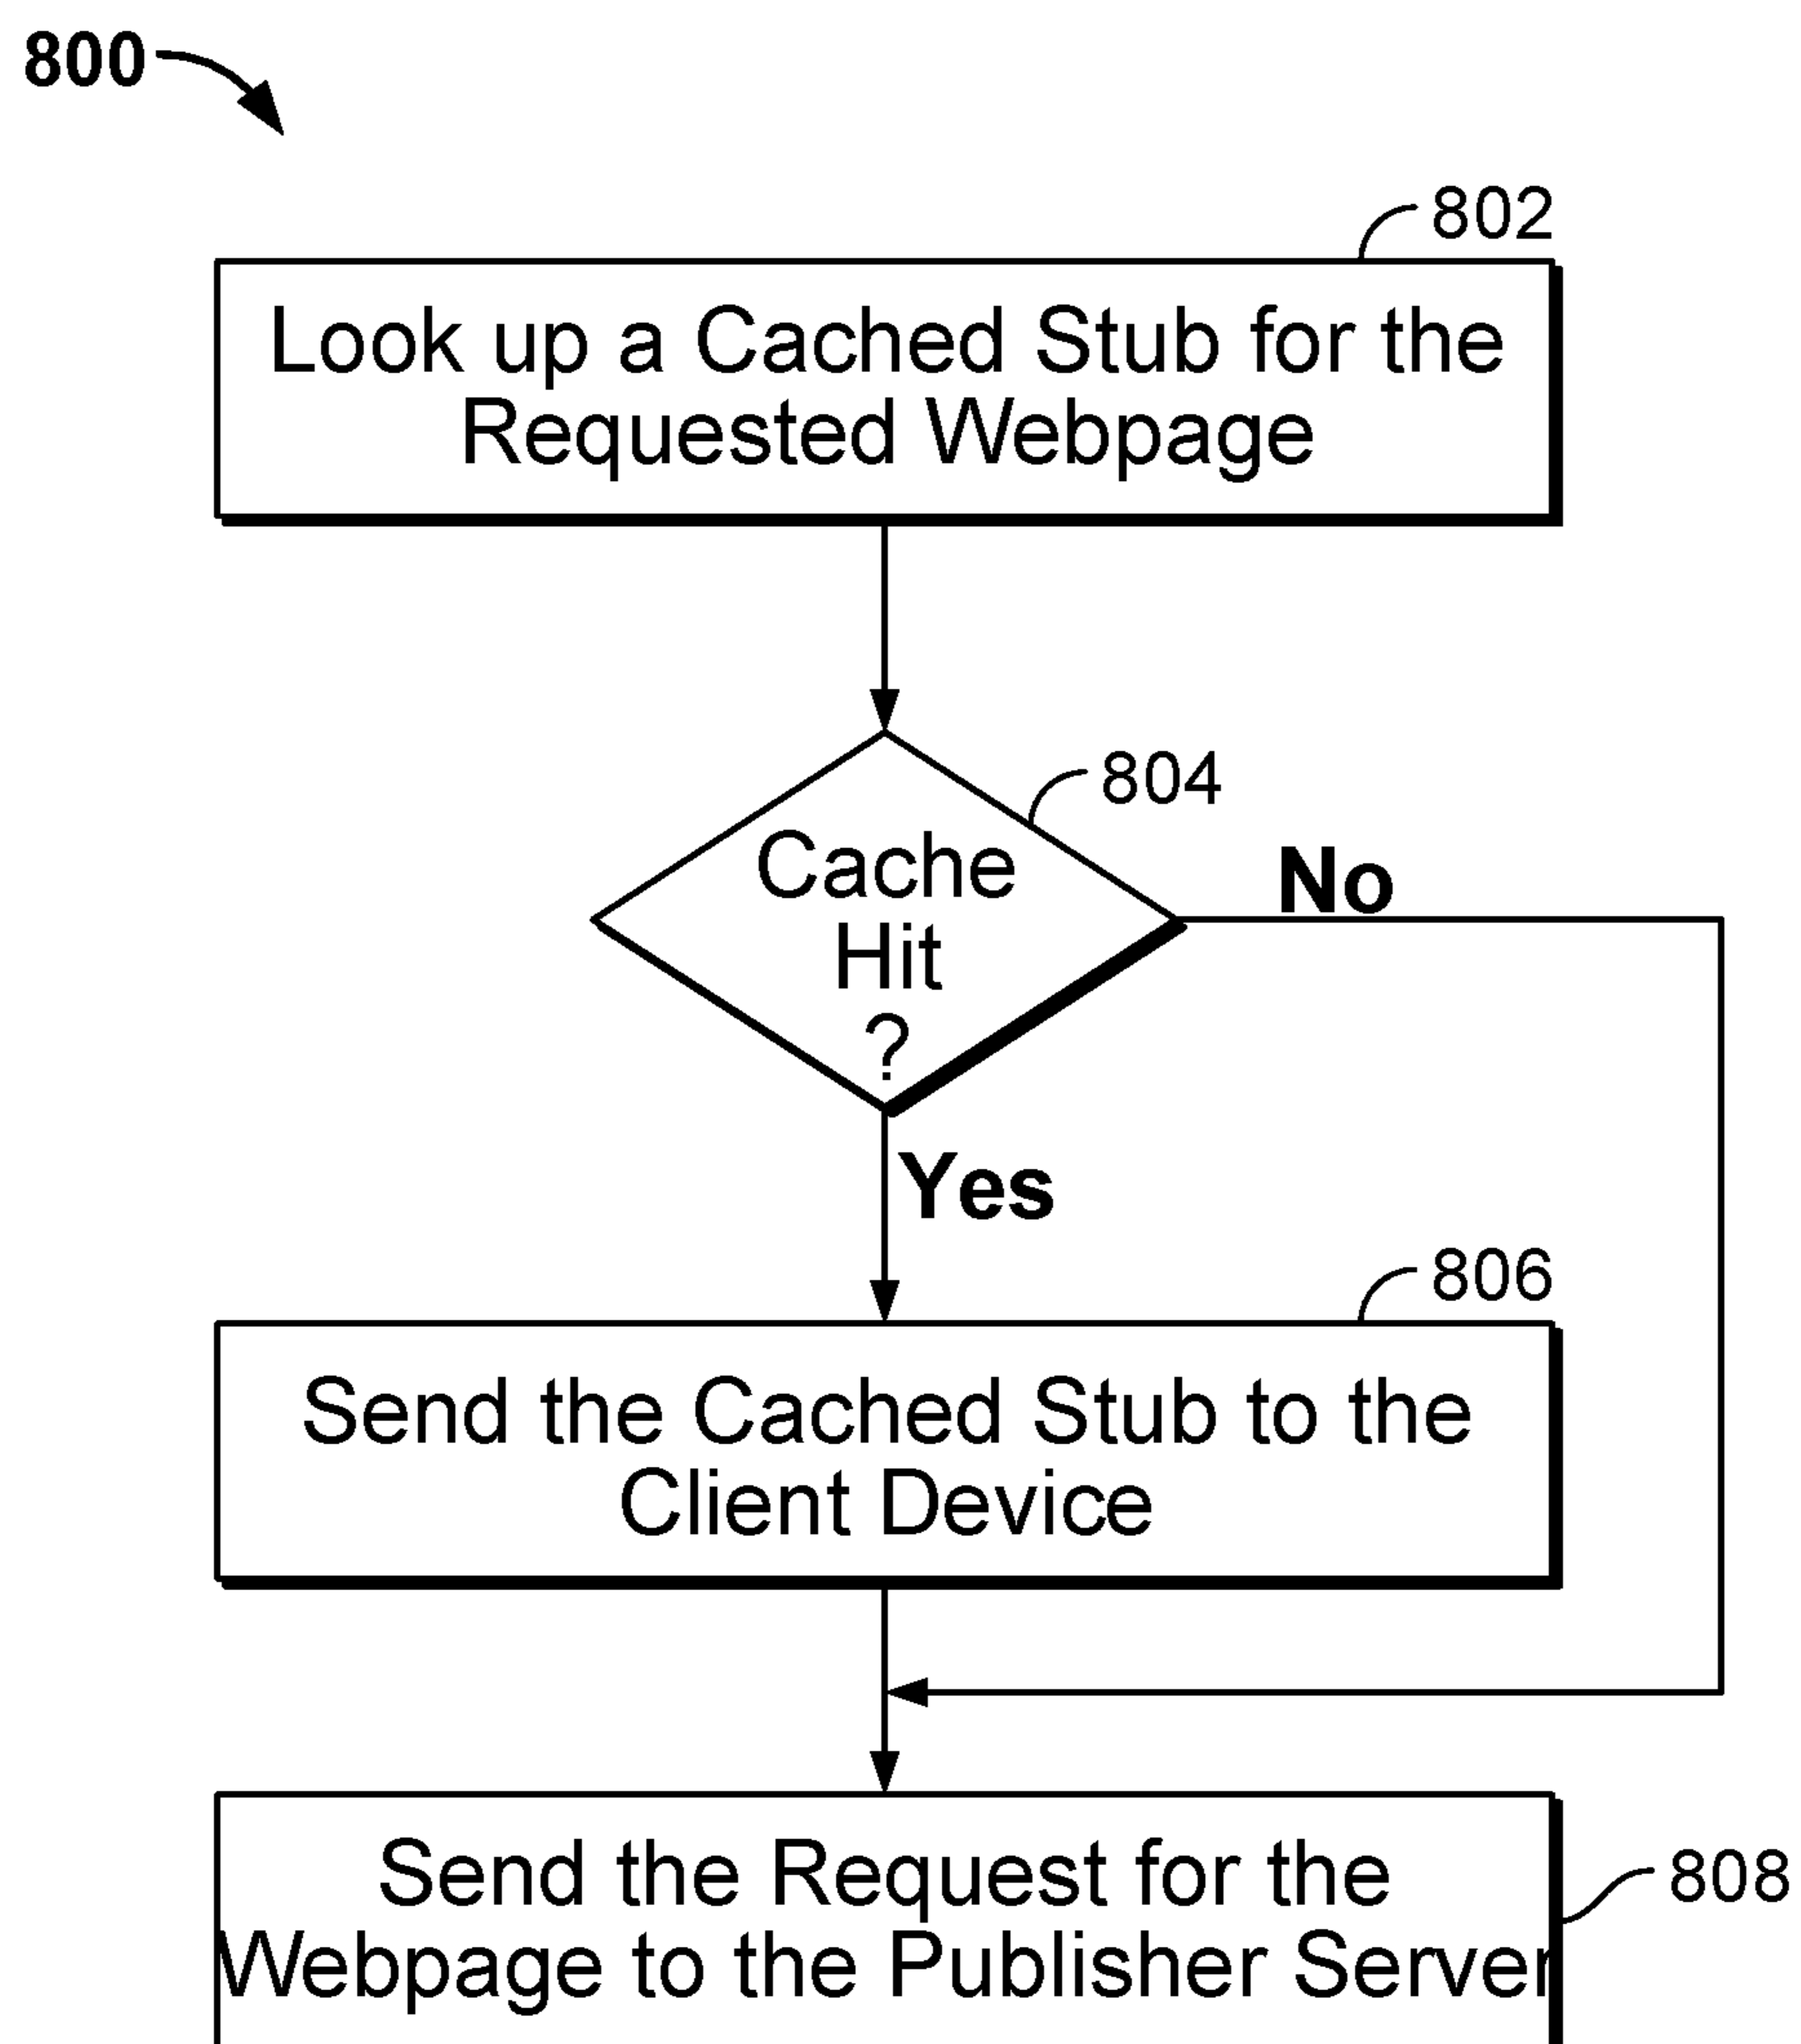 800
802
Look up a Cached Stub for the
Requested Webpage
804
Cache
Hit
?
No
Yes
806
Send the Cached Stub to the
Client Device
Send the Request for the
808
Webpage to the Publisher Server